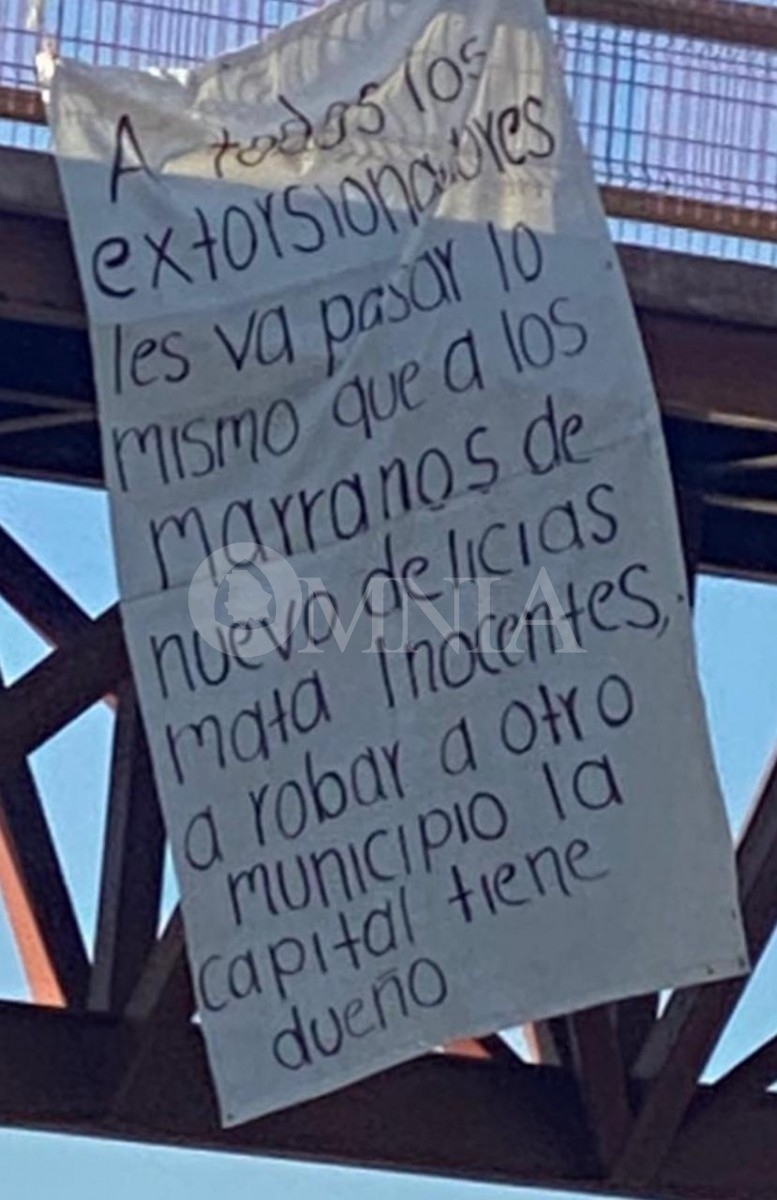 A todos los
extorsionadores
les va pasar lo
mismo que a los
marranos de
nuevo delicias
mata Inocentes,
a robar a otro
municipio la
capital tiene
dueño
OMNIA